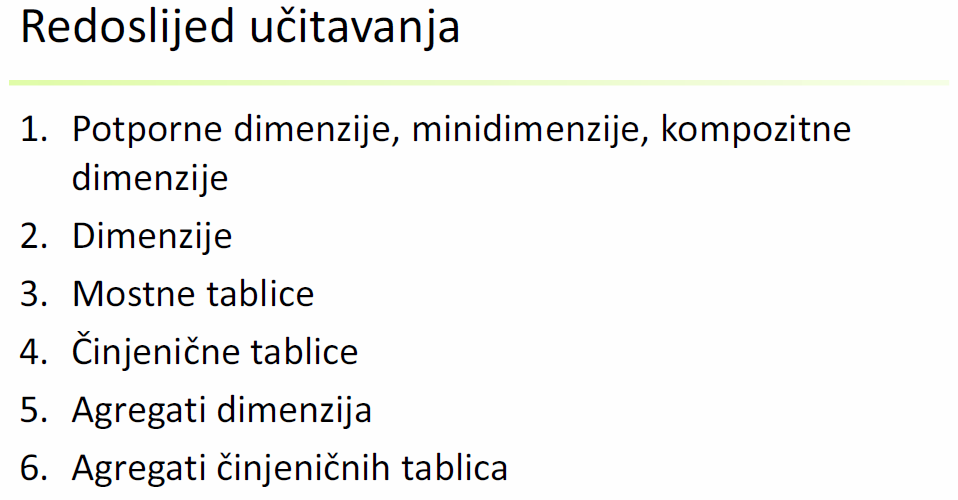 Redoslijed učitavanja
1. Potporne dimenzije, minidimenzije, kompozitne
dimenzije
2. Dimenzije
3. Mostne tablice
4. Činjenične tablice
5. Agregati dimenzija
6. Agregati činjeničnih tablica